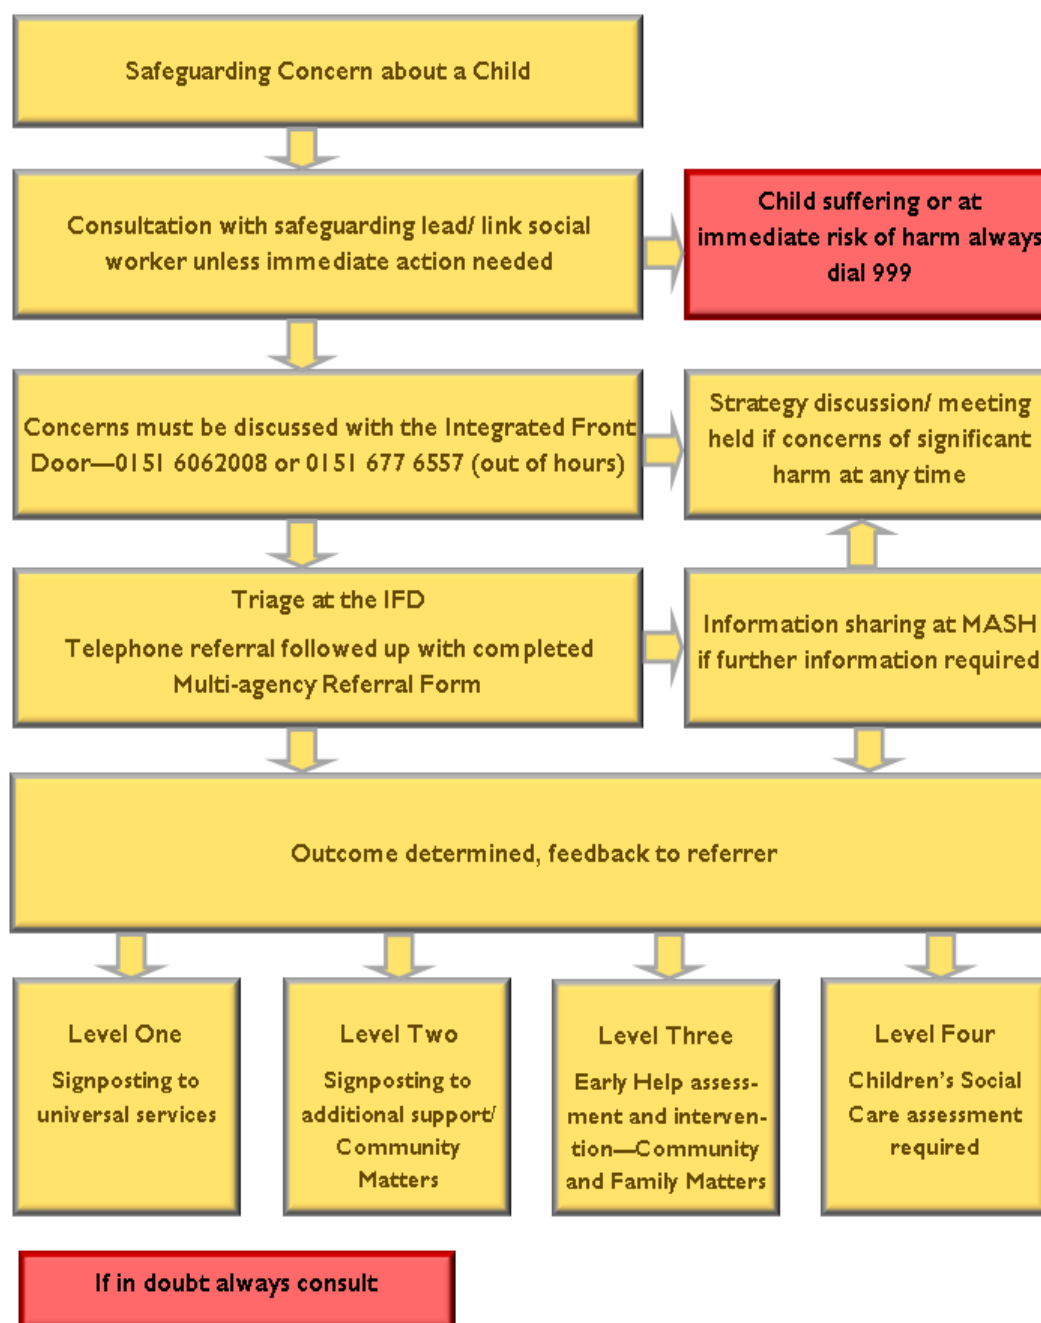 Safeguarding Concern about a Child
Consultation with safeguarding lead/ link social
worker unless immediate action needed
Child suffering or at
immediate risk of harm always
dial 999
Concerns must be discussed with the Integrated Front
Door—0151 6062008 or 0151 677 6557 (out of hours)
Strategy discussion/ meeting
held if concerns of significant
harm at any time
Triage at the IFD
Telephone referral followed up with completed
Multi-agency Referral Form
Information sharing at MASH
if further information required
Outcome determined, feedback to referrer
Level One
Signposting to
universal services
Level Two
Signposting to
additional support/
Community
Matters
Level Three
Early Help assess-
ment and interven-
tion—Community
and Family Matters
Level Four
Children's Social
Care assessment
required
If in doubt always consult